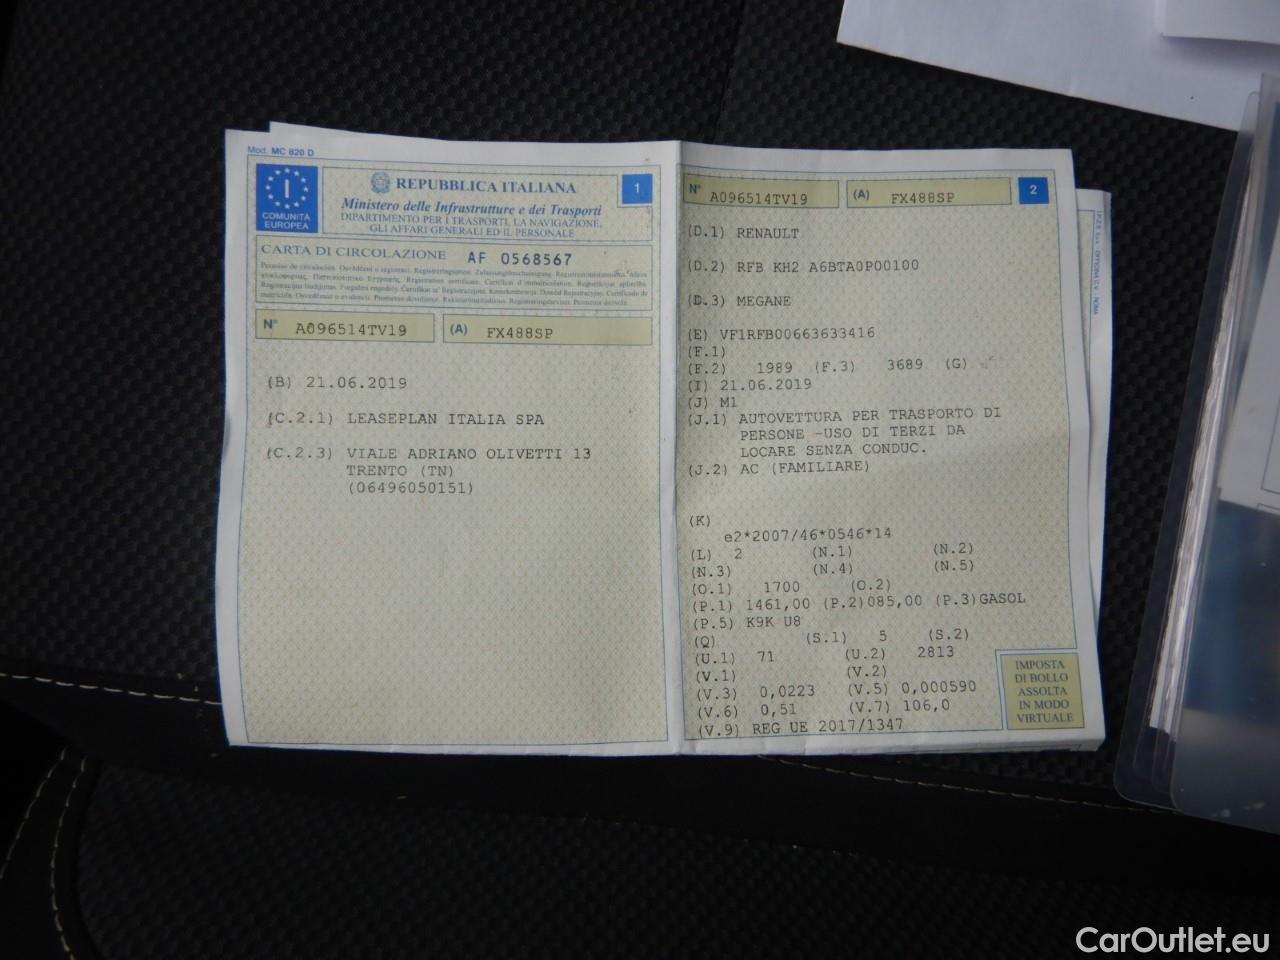 Mod. MC 820 D
COMUNITÀ
EUROPEA
REPUBBLICA ITALIANA
1
Ministero delle Infrastrutture e dei Trasporti
DIPARTIMENTO PER I TRASPORTI, LA NAVIGAZIONE,
GLI AFFARI GENERALI ED IL PERSONALE
CARTA DI CIRCOLAZIONE AF 0568567
N° A096514TV19 (A) FX488SP
(B) 21.06.2019
(C.2.1) LEASEPLAN ITALIA SPA
(C.2.3) VIALE ADRIANO OLIVETTI 13
TRENTO (TN)
(06496050151)
N° A096514TV19 (A) FX488SP 2
(D.1) RENAULT
(D.2) RFB KH2 A6BTA0P00100
(D.3) MEGANE
(E) VF1RFB00663633416
(F.1)
(F.2) 1989 (F.3) 3689 (G)
(I) 21.06.2019
(J) M1
(J.1) AUTOVETTURA PER TRASPORTO DI
PERSONE -USO DI TERZI DA
LOCARE SENZA CONDUC.
(J.2) AC (FAMILIARE)
(K)
e2*2007/46*0546*14
(L) 2 (N.1) (N.2)
(N.3) (N.4) (N.5)
(O.1) 1700 (O.2)
(P.1) 1461,00 (P.2)085,00 (P.3)GASOL
(P.5) K9K U8
(Q) (S.1) 5 (S.2)
(U.1) 71 (U.2) 2813
(V.1) (V.2)
(V.3) 0,0223 (V.5) 0,000590
(V.6) 0,51 (V.7) 106,0
(V.9) REG UE 2017/1347
IMPOSTA
DI BOLLO
ASSOLTA
IN MODO
VIRTUALE
CarOutlet.eu